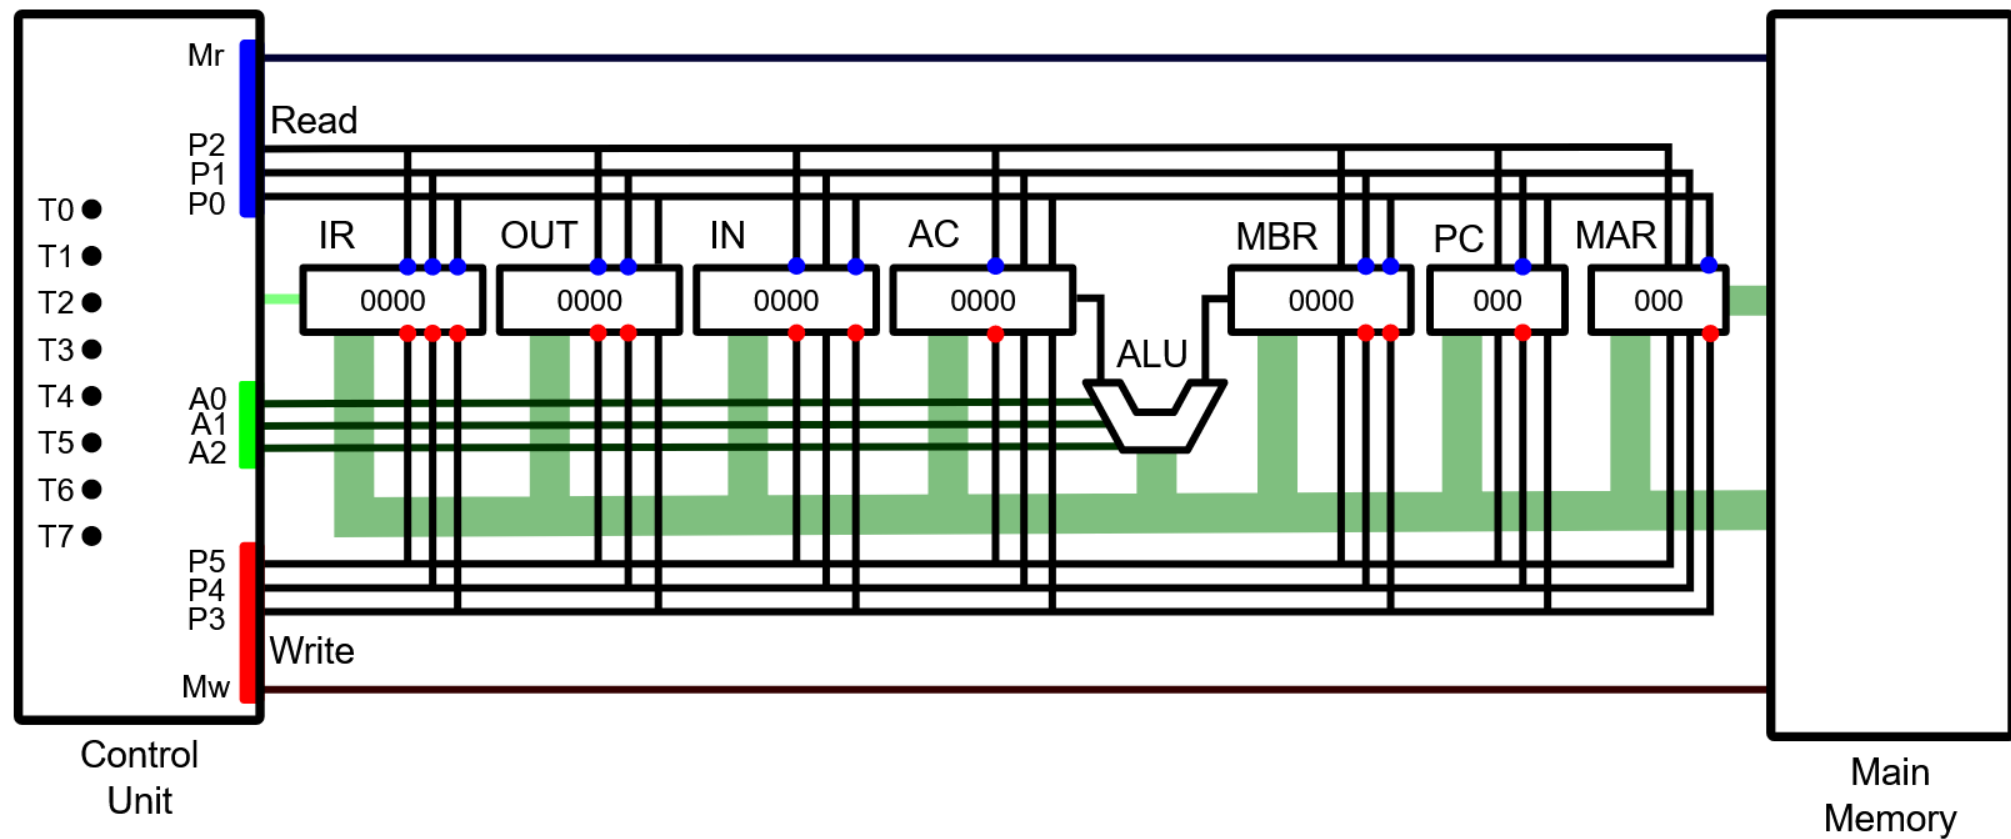 Mr
Read
P2
P1
P0
T0
T1
T2
T3
T4
T5
T6
T7
IR
OUT
IN
AC
MBR
PC
MAR
0000
0000
0000
0000
0000
000
000
ALU
A0
A1
A2
P5
P4
P3
Write
Mw
Control
Unit
Main
Memory